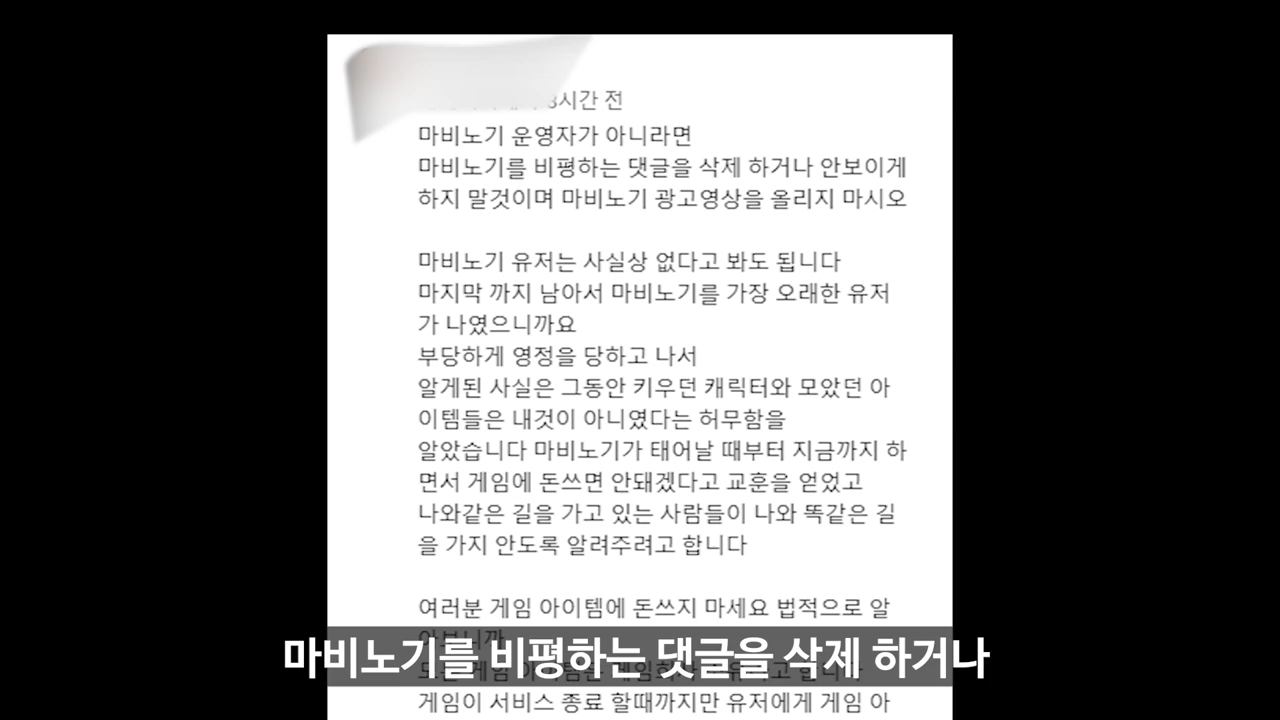 시간 전
마비노기 운영자가 아니라면
마비노기를 비평하는 댓글을 삭제 하거나 안보이게
하지 말것이며 마비노기 광고영상을 올리지 마시오
마비노기 유저는 사실상 없다고 봐도 됩니다
마지막 까지 남아서 마비노기를 가장 오래한 유저
가 나였으니까요
부당하게 영정을 당하고 나서
알게된 사실은 그동안 키우던 캐릭터와 모았던 아
이템들은 내것이 아니였다는 허무함을
알았습니다 마비노기가 태어날 때부터 지금까지 하
면서 게임에 돈쓰면 안돼겠다고 교훈을 얻었고
나와같은 길을 가고 있는 사람들이 나와 똑같은 길
을 가지 안도록 알려주려고 합니다
여러분 게임 아이템에 돈쓰지 마세요 법적으로 알
마비노기를 비평하는 댓글을 삭제 하거나
게임이 서비스 종료 할때까지만 유저에게 게임 아